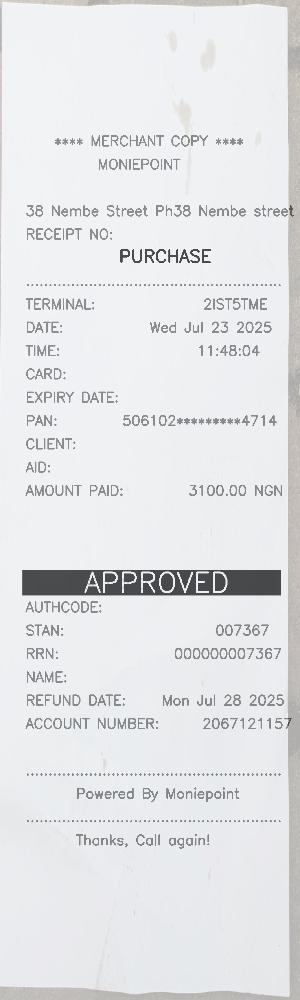 **** MERCHANT COPY ****
MONIEPOINT
38 Nembe Street Ph38 Nembe street
RECEIPT NO:
PURCHASE
TERMINAL: 2IST5TME
DATE: Wed Jul 23 2025
TIME: 11:48:04
CARD:
EXPIRY DATE:
PAN: 506102*********4714
CLIENT:
AID:
AMOUNT PAID: 3100.00 NGN
APPROVED
AUTHCODE:
STAN: 007367
RRN: 000000007367
NAME:
REFUND DATE: Mon Jul 28 2025
ACCOUNT NUMBER: 2067121157
Powered By Moniepoint
Thanks, Call again!